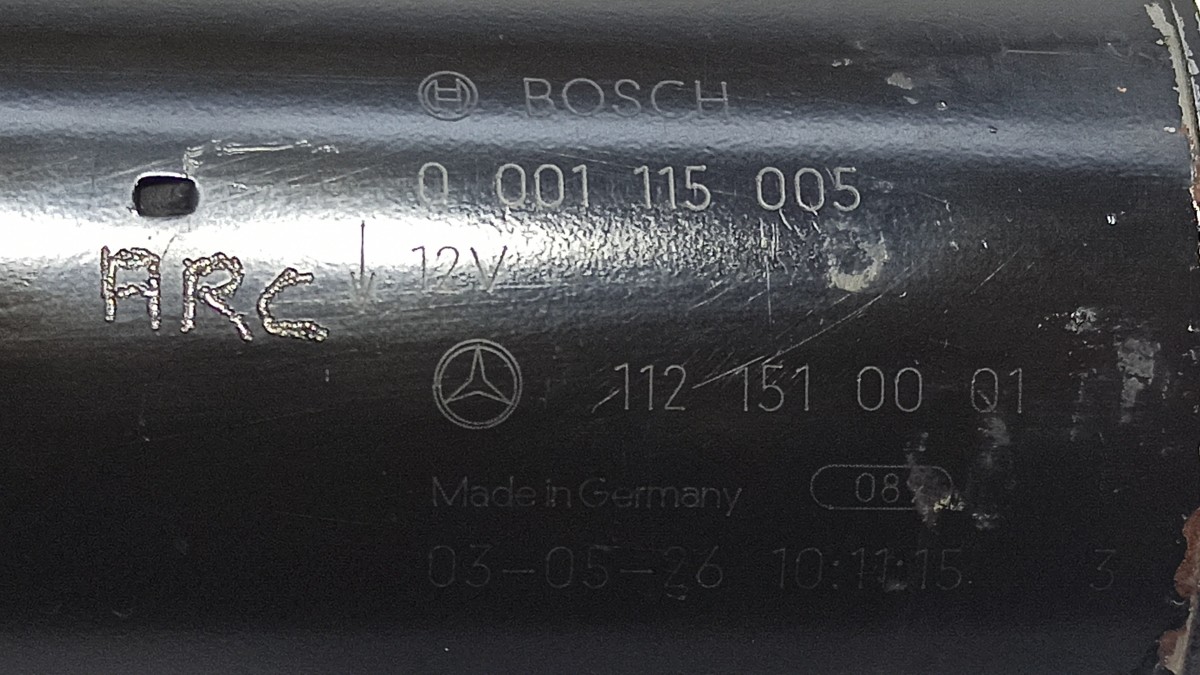 BOSCH
0 001 115 005
ARC
12V
112 151 00 01
Made in Germany
03-05-26 10:11:15 3